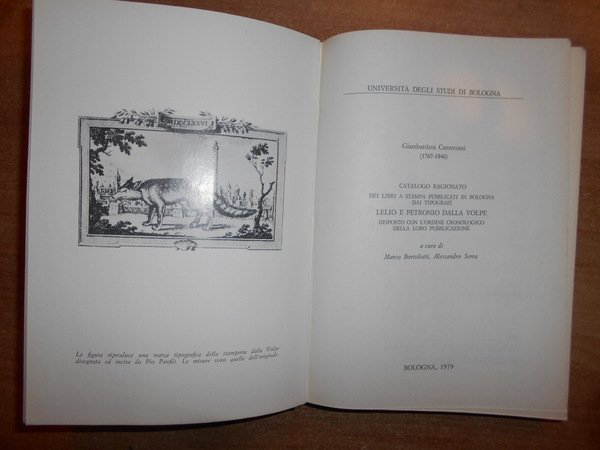 MDCCLXXVI
La figura riproduce una marca tipografica della stamperia dalla Volpe
disegnata ed incisa da Pio Panfili. Le misure sono quelle dell'originale.
UNIVERSITÀ DEGLI STUDI DI BOLOGNA
Giambattista Canterzani
(1767-1846)
CATALOGO RAGIONATO
DEI LIBRI A STAMPA PUBBLICATI IN BOLOGNA
DAI TIPOGRAFI
LELIO E PETRONIO DALLA VOLPE
DISPOSTO CON L'ORDINE CRONOLOGICO
DELLA LORO PUBBLICAZIONE
a cura di
Marco Bortolotti, Alessandro Serra
BOLOGNA, 1979